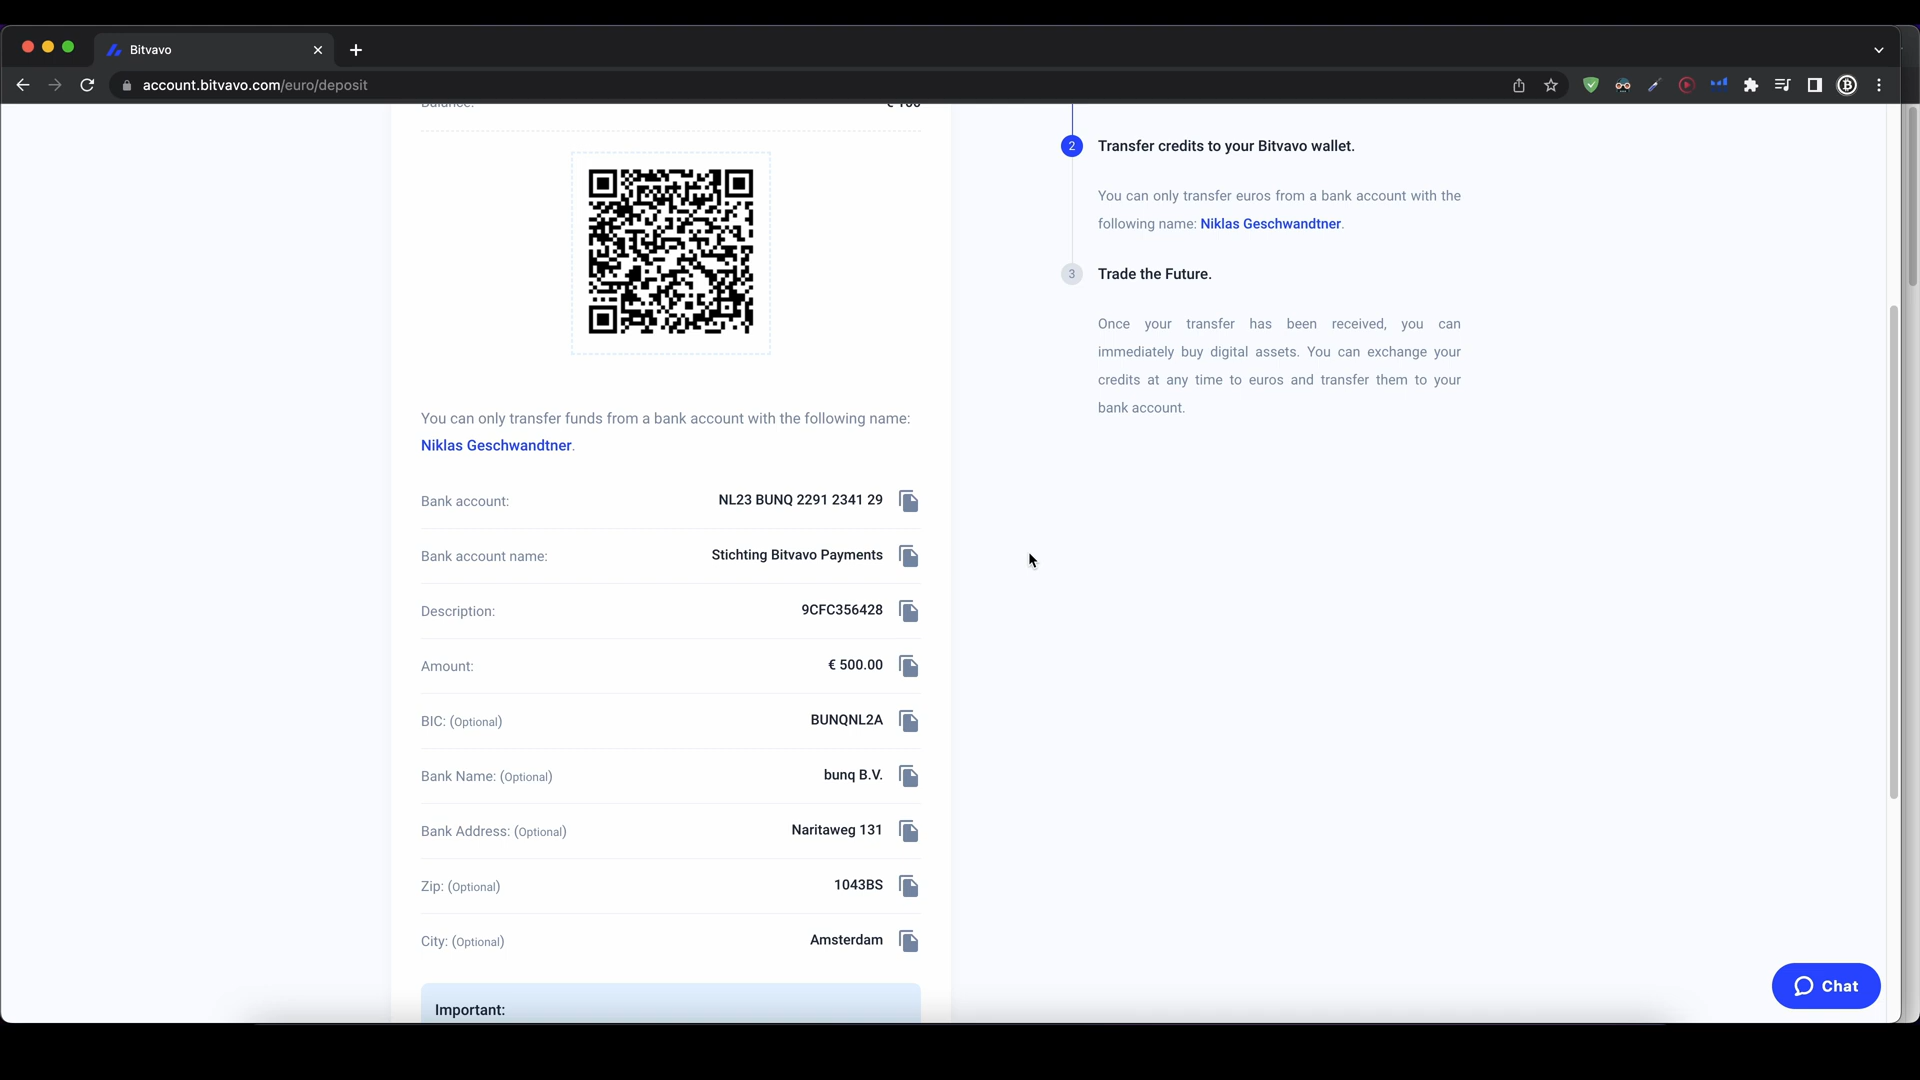 Bitvavo
account.bitvavo.com/euro/deposit
Balance:
€ 100
You can only transfer funds from a bank account with the following name:
Niklas Geschwandtner.
Bank account:
NL23 BUNQ 2291 2341 29
Bank account name:
Stichting Bitvavo Payments
Description:
9CFC356428
Amount:
€ 500.00
BIC: (Optional)
BUNQNL2A
Bank Name: (Optional)
bunq B.V.
Bank Address: (Optional)
Naritaweg 131
Zip: (Optional)
1043BS
City: (Optional)
Amsterdam
Important:
2
Transfer credits to your Bitvavo wallet.
You can only transfer euros from a bank account with the
following name: Niklas Geschwandtner.
3
Trade the Future.
Once your transfer has been received, you can
immediately buy digital assets. You can exchange your
credits at any time to euros and transfer them to your
bank account.
Chat